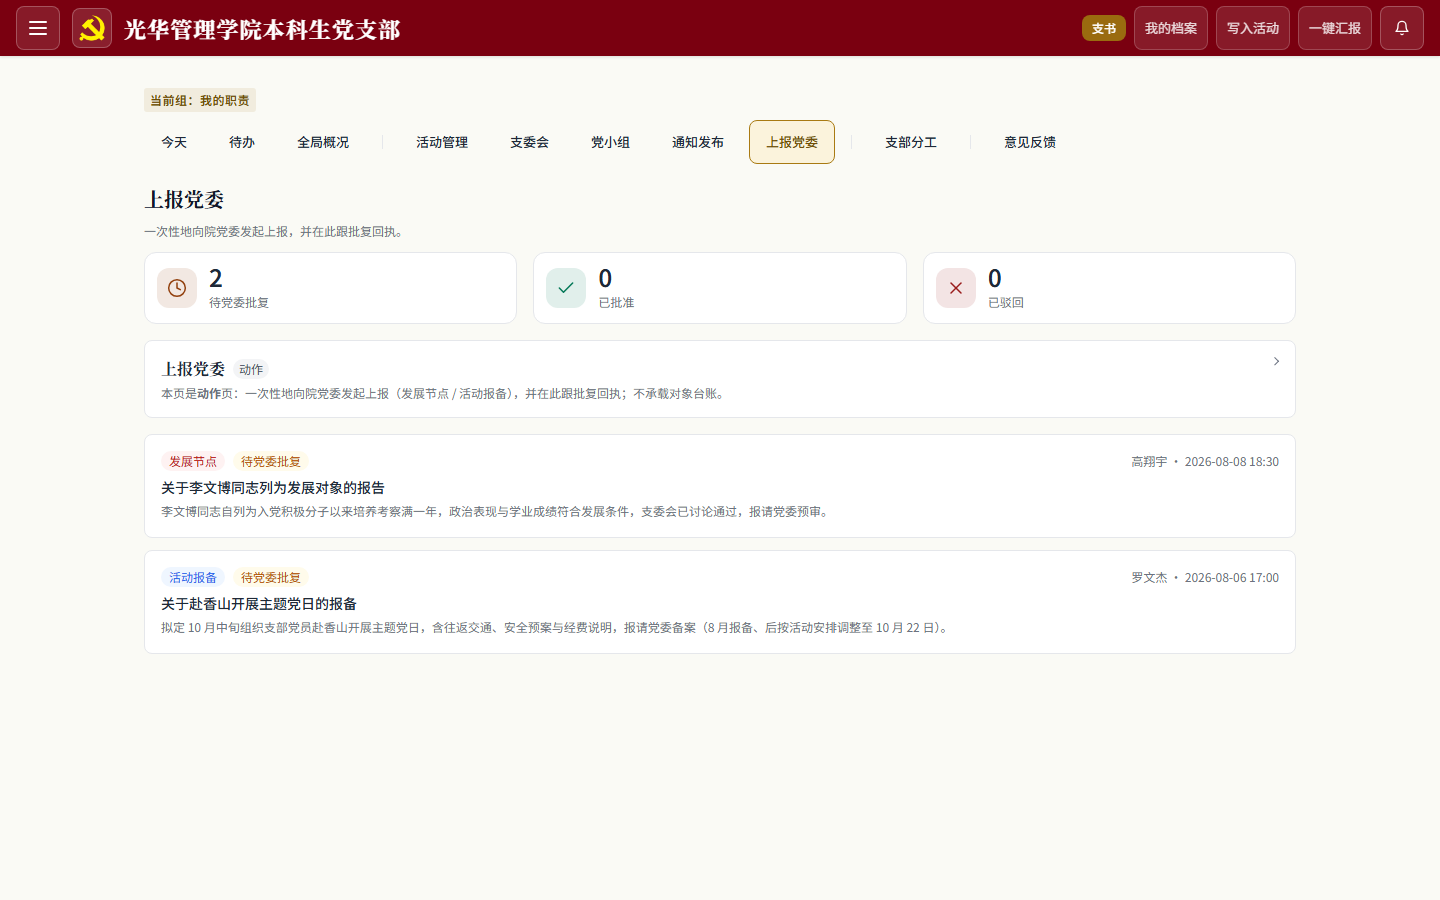 光华管理学院本科生党支部
支书 我的档案 写入活动 一键汇报
当前组：我的职责
今天 待办 全局概况 活动管理 支委会 党小组 通知发布 上报党委 支部分工 意见反馈
上报党委
一次性地向院党委发起上报，并在此跟批复回执。
2
待党委批复
0
已批准
0
已驳回
上报党委 动作
本页是动作页：一次性地向院党委发起上报（发展节点 / 活动报备），并在此跟批复回执；不承载对象台账。
发展节点 待党委批复 高翔宇 · 2026-08-08 18:30
关于李文博同志列为发展对象的报告
李文博同志自列为入党积极分子以来培养考察满一年，政治表现与学业成绩符合发展条件，支委会已讨论通过，报请党委预审。
活动报备 待党委批复 罗文杰 · 2026-08-06 17:00
关于赴香山开展主题党日的报备
拟定 10 月中旬组织支部党员赴香山开展主题党日，含往返交通、安全预案与经费说明，报请党委备案（8 月报备、后按活动安排调整至 10 月 22 日）。